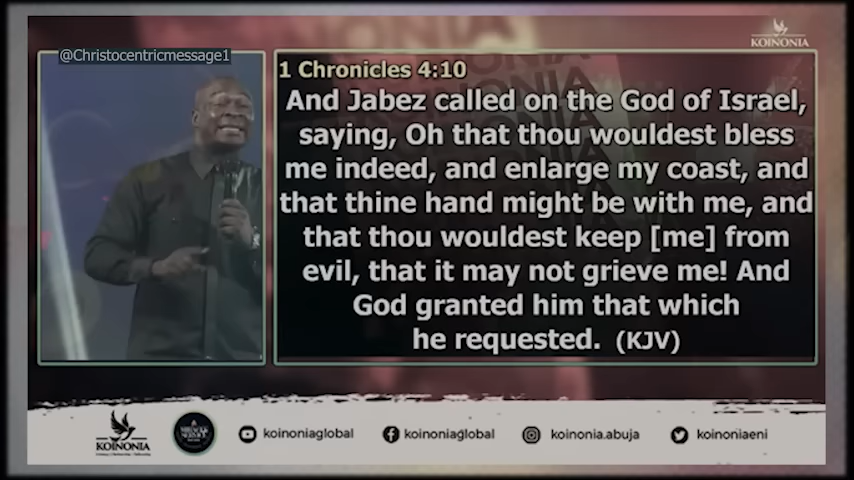 @Christocentricmessage1
KOINONIA
1 Chronicles 4:10
And Jabez called on the God of Israel,
saying, Oh that thou wouldest bless
me indeed, and enlarge my coast, and
that thine hand might be with me, and
that thou wouldest keep [me] from
evil, that it may not grieve me! And
God granted him that which
he requested. (KJV)
KOINONIA
MIRACLE
SERVICE
koinoniaglobal
koinoniaglobal
koinonia.abuja
koinoniaeni